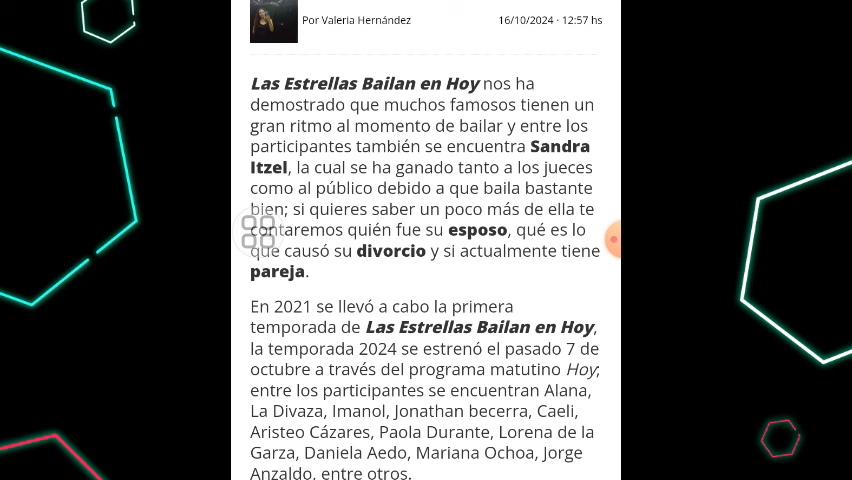 Por Valeria Hernández
16/10/2024 · 12:57 hs
Las Estrellas Bailan en Hoy nos ha
demostrado que muchos famosos tienen un
gran ritmo al momento de bailar y entre los
participantes también se encuentra Sandra
Itzel, la cual se ha ganado tanto a los jueces
como al público debido a que baila bastante
bien; si quieres saber un poco más de ella te
contaremos quién fue su esposo, qué es lo
que causó su divorcio y si actualmente tiene
pareja.
En 2021 se llevó a cabo la primera
temporada de Las Estrellas Bailan en Hoy,
la temporada 2024 se estrenó el pasado 7 de
octubre a través del programa matutino Hoy;
entre los participantes se encuentran Alana,
La Divaza, Imanol, Jonathan becerra, Caeli,
Aristeo Cázares, Paola Durante, Lorena de la
Garza, Daniela Aedo, Mariana Ochoa, Jorge
Anzaldo, entre otros.